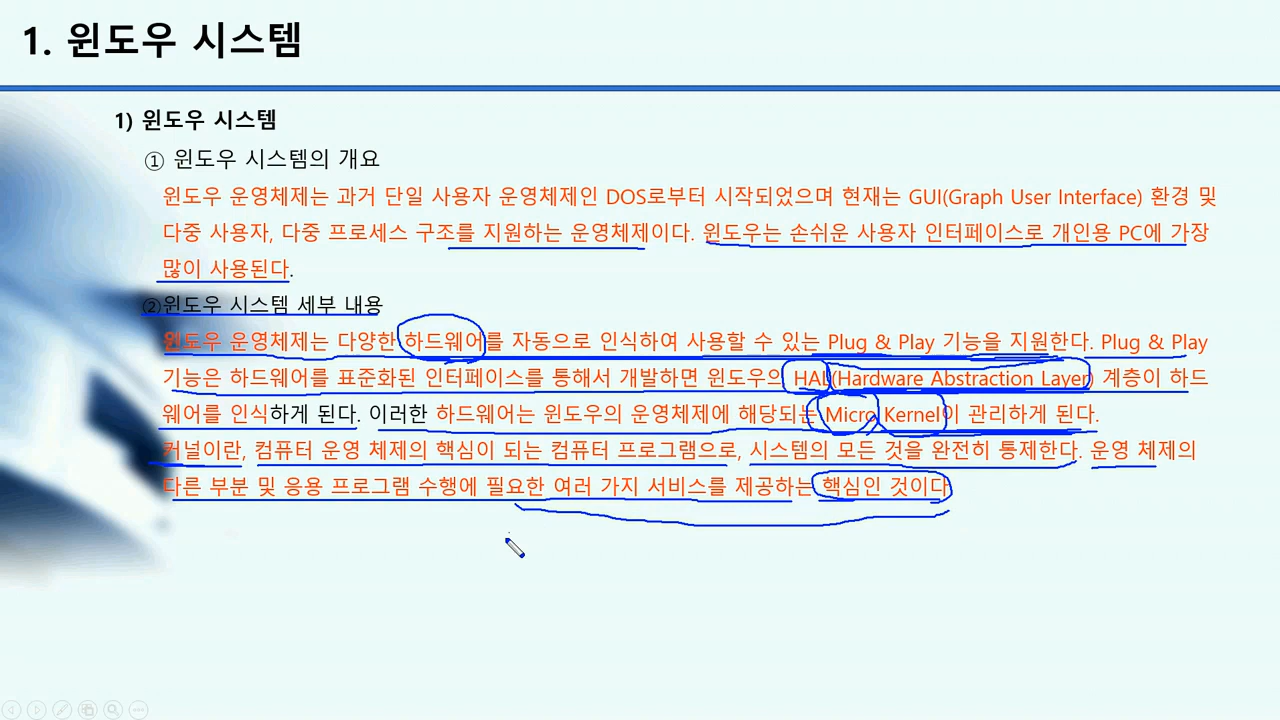 1. 윈도우 시스템
1) 윈도우 시스템
① 윈도우 시스템의 개요
윈도우 운영체제는 과거 단일 사용자 운영체제인 DOS로부터 시작되었으며 현재는 GUI(Graph User Interface) 환경 및
다중 사용자, 다중 프로세스 구조를 지원하는 운영체제이다. 윈도우는 손쉬운 사용자 인터페이스로 개인용 PC에 가장
많이 사용된다.
②윈도우 시스템 세부 내용
윈도우 운영체제는 다양한 하드웨어를 자동으로 인식하여 사용할 수 있는 Plug & Play 기능을 지원한다. Plug & Play
기능은 하드웨어를 표준화된 인터페이스를 통해서 개발하면 윈도우의 HAL(Hardware Abstraction Layer) 계층이 하드
웨어를 인식하게 된다. 이러한 하드웨어는 윈도우의 운영체제에 해당되는 Micro Kernel이 관리하게 된다.
커널이란, 컴퓨터 운영 체제의 핵심이 되는 컴퓨터 프로그램으로, 시스템의 모든 것을 완전히 통제한다. 운영 체제의
다른 부분 및 응용 프로그램 수행에 필요한 여러 가지 서비스를 제공하는 핵심인 것이다